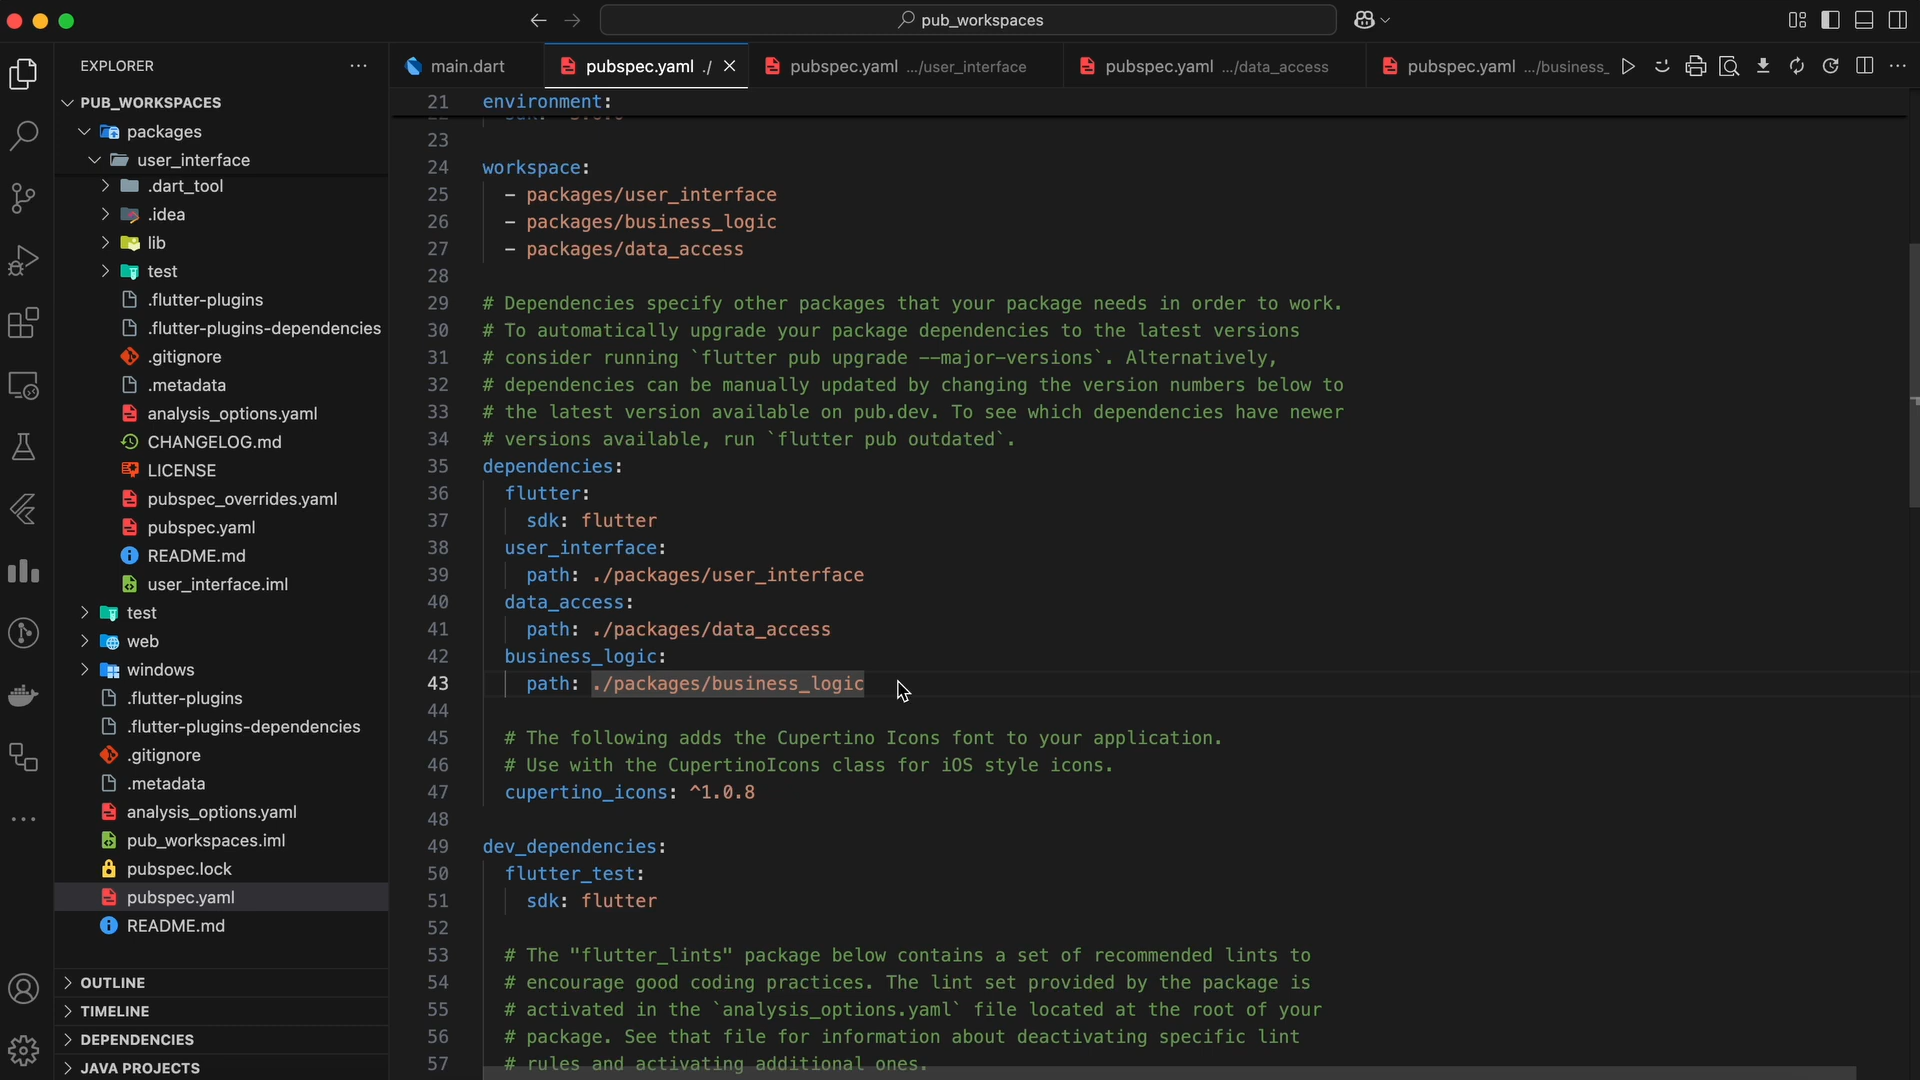 pub_workspaces
EXPLORER
main.dart
pubspec.yaml ./
pubspec.yaml .../user_interface
pubspec.yaml .../data_access
pubspec.yaml .../business_
PUB_WORKSPACES
packages
user_interface
.dart_tool
.idea
lib
test
.flutter-plugins
.flutter-plugins-dependencies
.gitignore
.metadata
analysis_options.yaml
CHANGELOG.md
LICENSE
pubspec_overrides.yaml
pubspec.yaml
README.md
user_interface.iml
test
web
windows
.flutter-plugins
.flutter-plugins-dependencies
.gitignore
.metadata
analysis_options.yaml
pub_workspaces.iml
pubspec.lock
pubspec.yaml
README.md
OUTLINE
TIMELINE
DEPENDENCIES
JAVA PROJECTS
21 environment:
23
24 workspace:
25 - packages/user_interface
26 - packages/business_logic
27 - packages/data_access
28
29 # Dependencies specify other packages that your package needs in order to work.
30 # To automatically upgrade your package dependencies to the latest versions
31 # consider running `flutter pub upgrade --major-versions`. Alternatively,
32 # dependencies can be manually updated by changing the version numbers below to
33 # the latest version available on pub.dev. To see which dependencies have newer
34 # versions available, run `flutter pub outdated`.
35 dependencies:
36 flutter:
37 sdk: flutter
38 user_interface:
39 path: ./packages/user_interface
40 data_access:
41 path: ./packages/data_access
42 business_logic:
43 path: ./packages/business_logic
44
45 # The following adds the Cupertino Icons font to your application.
46 # Use with the CupertinoIcons class for iOS style icons.
47 cupertino_icons: ^1.0.8
48
49 dev_dependencies:
50 flutter_test:
51 sdk: flutter
52
53 # The "flutter_lints" package below contains a set of recommended lints to
54 # encourage good coding practices. The lint set provided by the package is
55 # activated in the `analysis_options.yaml` file located at the root of your
56 # package. See that file for information about deactivating specific lint
57 # rules and activating additional ones.